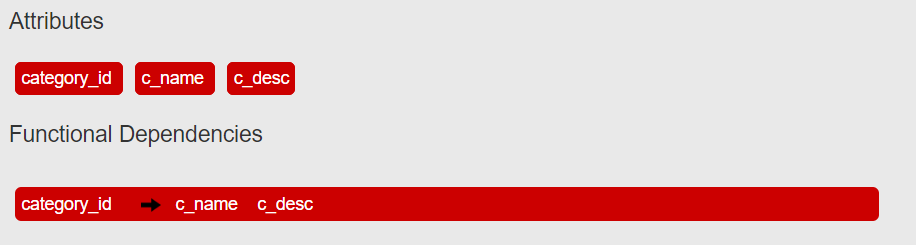 Attributes
category_id c_name c_desc
Functional Dependencies
category_id ➡ c_name c_desc